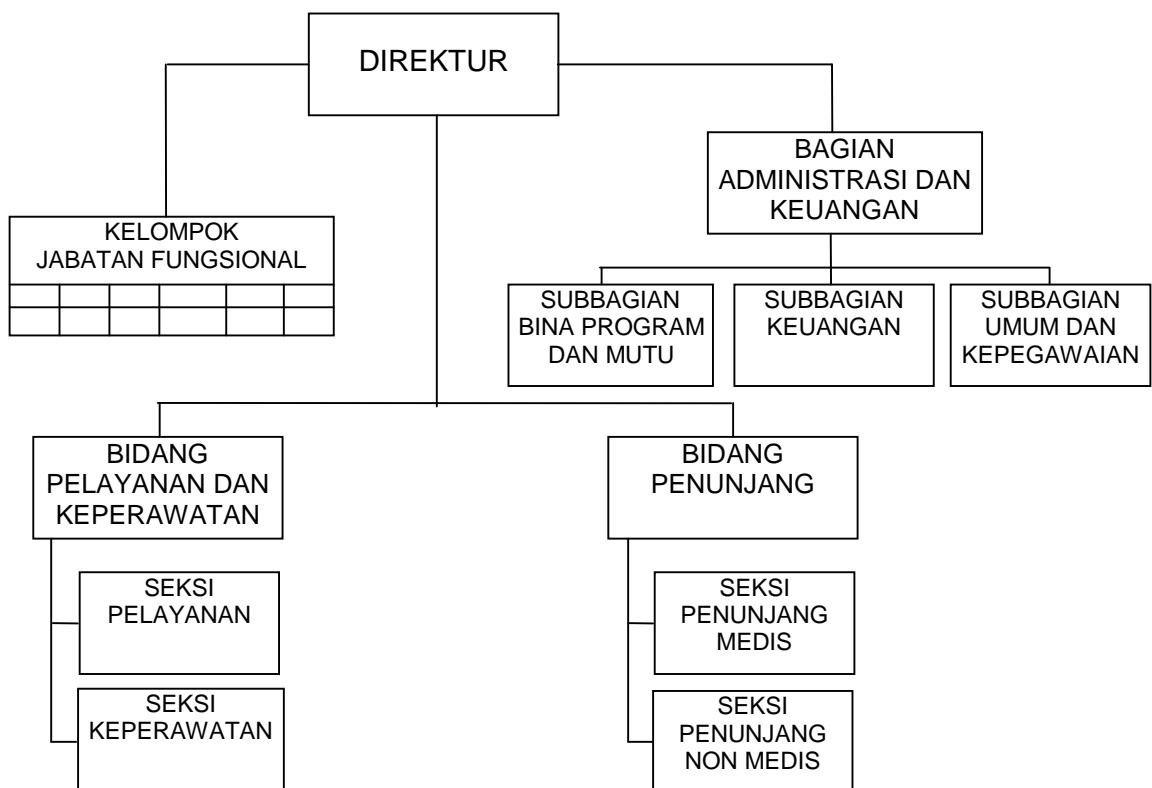 DIREKTUR
BAGIAN
ADMINISTRASI DAN
KEUANGAN
KELOMPOK
JABATAN FUNGSIONAL
SUBBAGIAN
BINA PROGRAM
DAN MUTU
SUBBAGIAN
KEUANGAN
SUBBAGIAN
UMUM DAN
KEPEGAWAIAN
BIDANG
PELAYANAN DAN
KEPERAWATAN
BIDANG
PENUNJANG
SEKSI
PELAYANAN
SEKSI
PENUNJANG
MEDIS
SEKSI
KEPERAWATAN
SEKSI
PENUNJANG
NON MEDIS